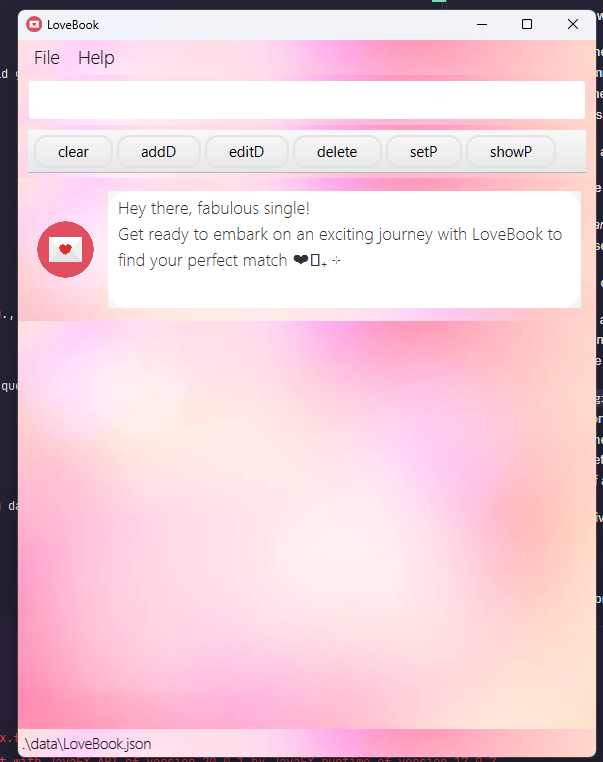 LoveBook
File Help
clear addD editD delete setP showP
Hey there, fabulous single!
Get ready to embark on an exciting journey with LoveBook to
find your perfect match ❤₊ ⊹
.\data\LoveBook.json